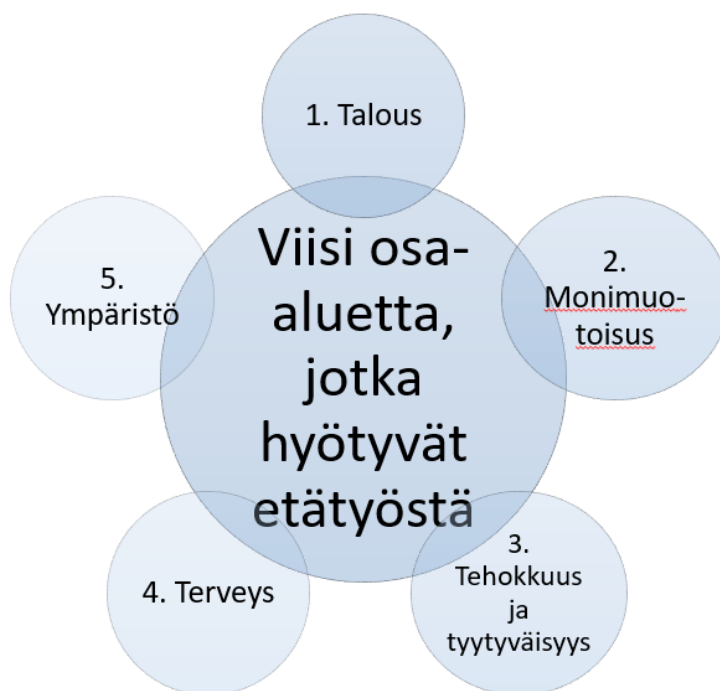 1. Talous
Viisi osa-
aluetta,
jotka
hyötyvät
etätyöstä
2.
Monimuo-
toisus
3.
Tehokkuus
ja
tyytyväisyys
4. Terveys
5.
Ympäristö